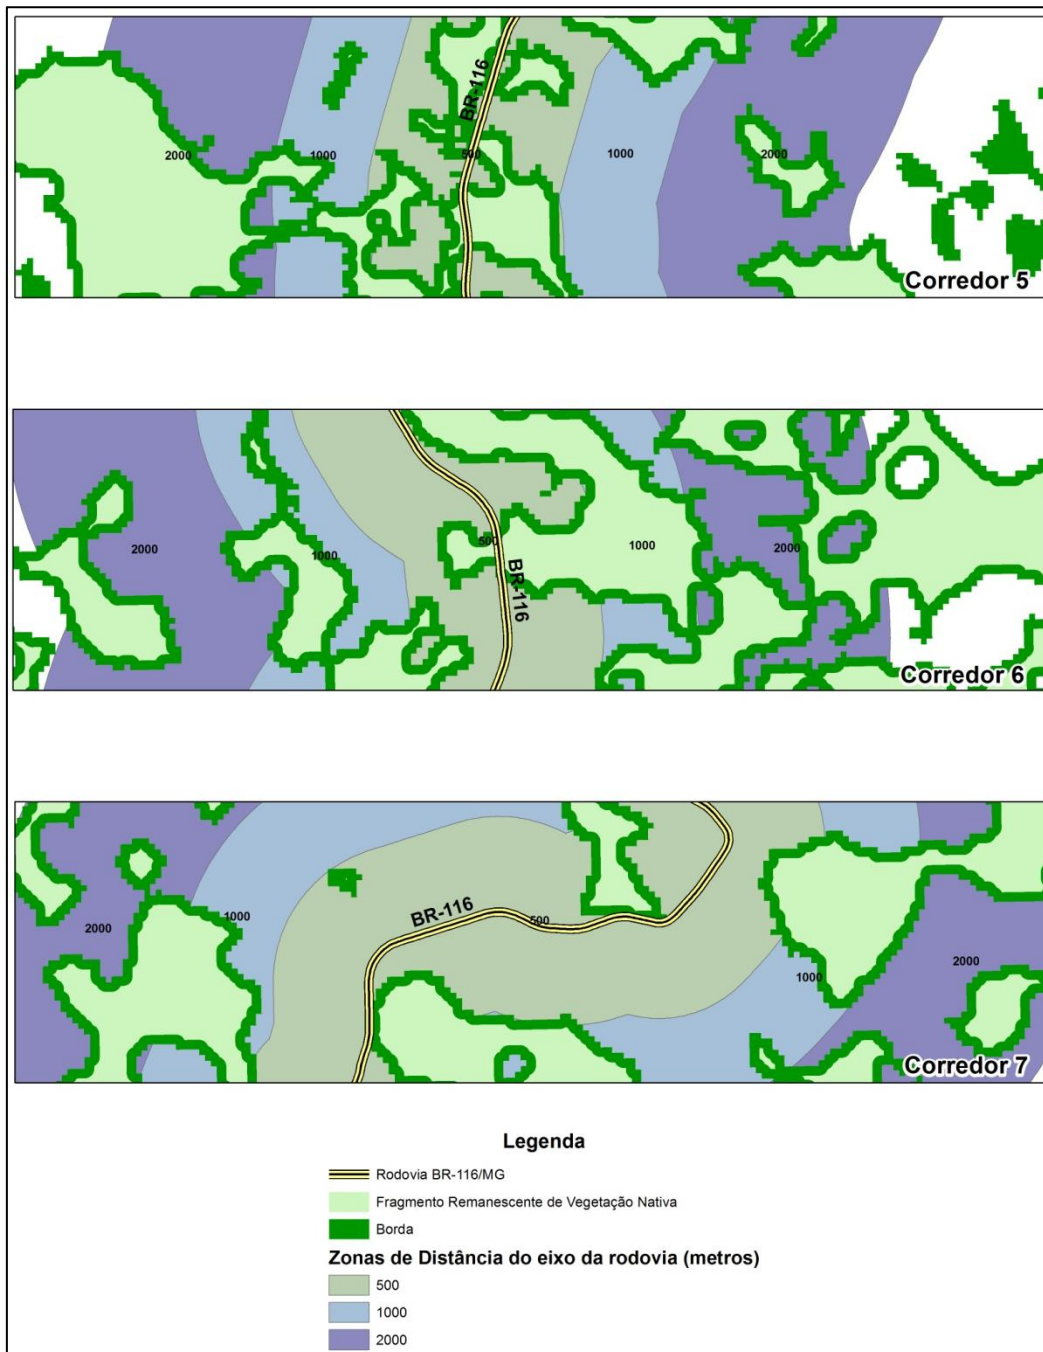 BR-116
2000
1000
500
1000
2000
Corredor 5
2000
1000
500
1000
2000
BR-116
Corredor 6
2000
1000
BR-116
500
1000
2000
Corredor 7
Legenda
Rodovia BR-116/MG
Fragmento Remanescente de Vegetação Nativa
Borda
Zonas de Distância do eixo da rodovia (metros)
500
1000
2000